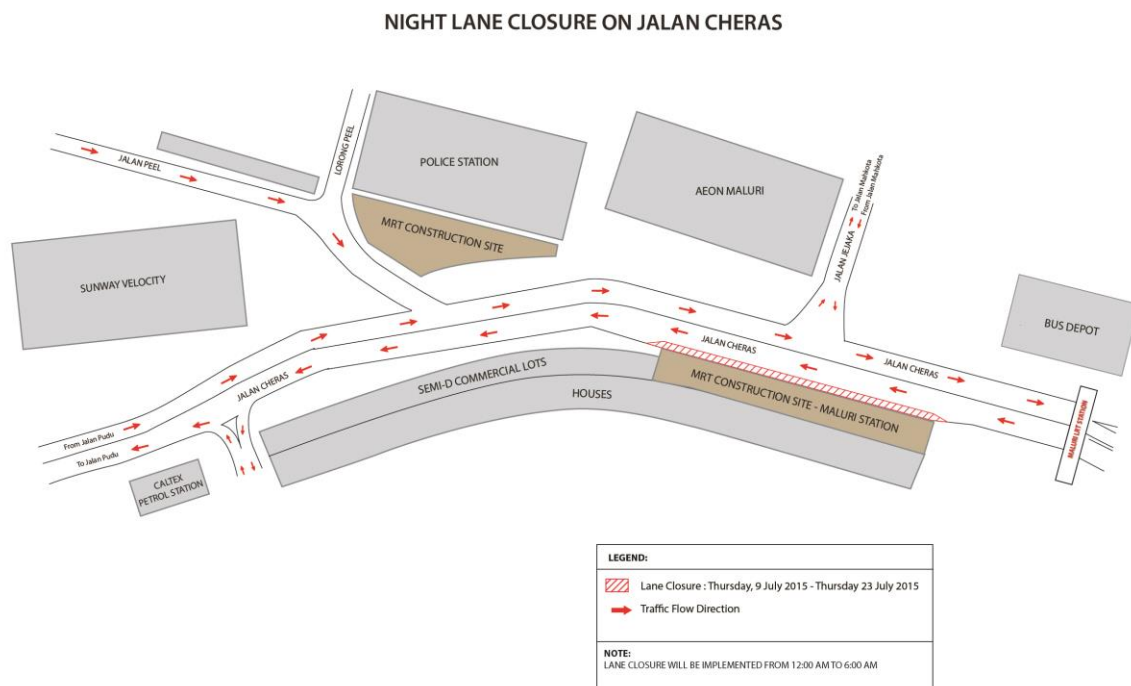 NIGHT LANE CLOSURE ON JALAN CHERAS
JALAN PEEL
LORONG PEEL
POLICE STATION
MRT CONSTRUCTION SITE
AEON MALURI
To Jalan Mahkota
From Jalan Mahkota
JALAN JEJAKA
SUNWAY VELOCITY
BUS DEPOT
JALAN CHERAS
JALAN CHERAS
JALAN CHERAS
SEMI-D COMMERCIAL LOTS
HOUSES
MRT CONSTRUCTION SITE - MALURI STATION
MALURI LRT STATION
From Jalan Pudu
To Jalan Pudu
CALTEX
PETROL STATION
LEGEND:
Lane Closure : Thursday, 9 July 2015 - Thursday 23 July 2015
Traffic Flow Direction
NOTE:
LANE CLOSURE WILL BE IMPLEMENTED FROM 12:00 AM TO 6:00 AM